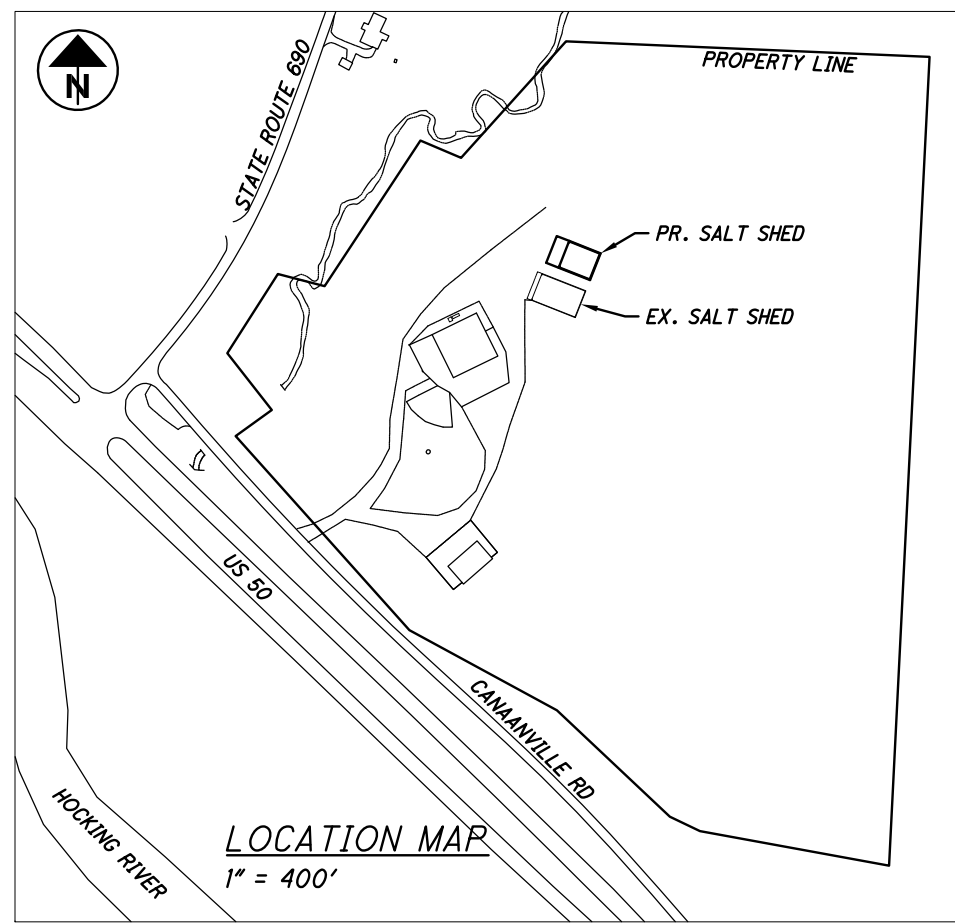 N
STATE ROUTE 690
PROPERTY LINE
PR. SALT SHED
EX. SALT SHED
US 50
CANAANVILLE RD
HOCKING RIVER
LOCATION MAP
1" = 400'